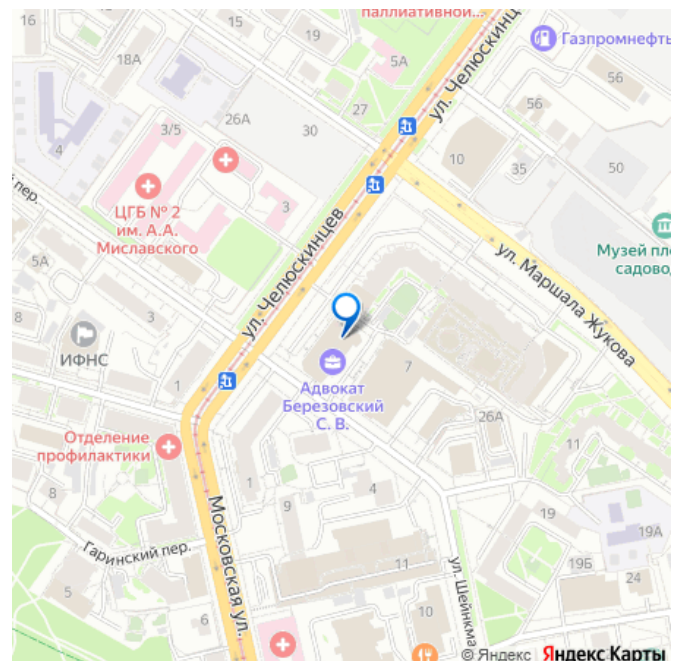 паллиативной...
16
15
19
18А
5А
Газпромнефть
56
56
27
ул. Челюскинцев
26А
30
3/5
4
10
35
50
ЦГБ № 2
им. А.А.
Миславского
3
пер.
5А
ул. Челюскинцев
ул. Маршала Жукова
Музей пло
садово
8
3
ИФНС
1
Адвокат
Березовский
С. В.
7
26А
Отделение
профилактики
11
1
8
9
4
19
19А
Гаринский пер.
Московская ул.
5
6
11
19Б
24
10
ул. Шейнкма
© Яндекс Яндекс Карты